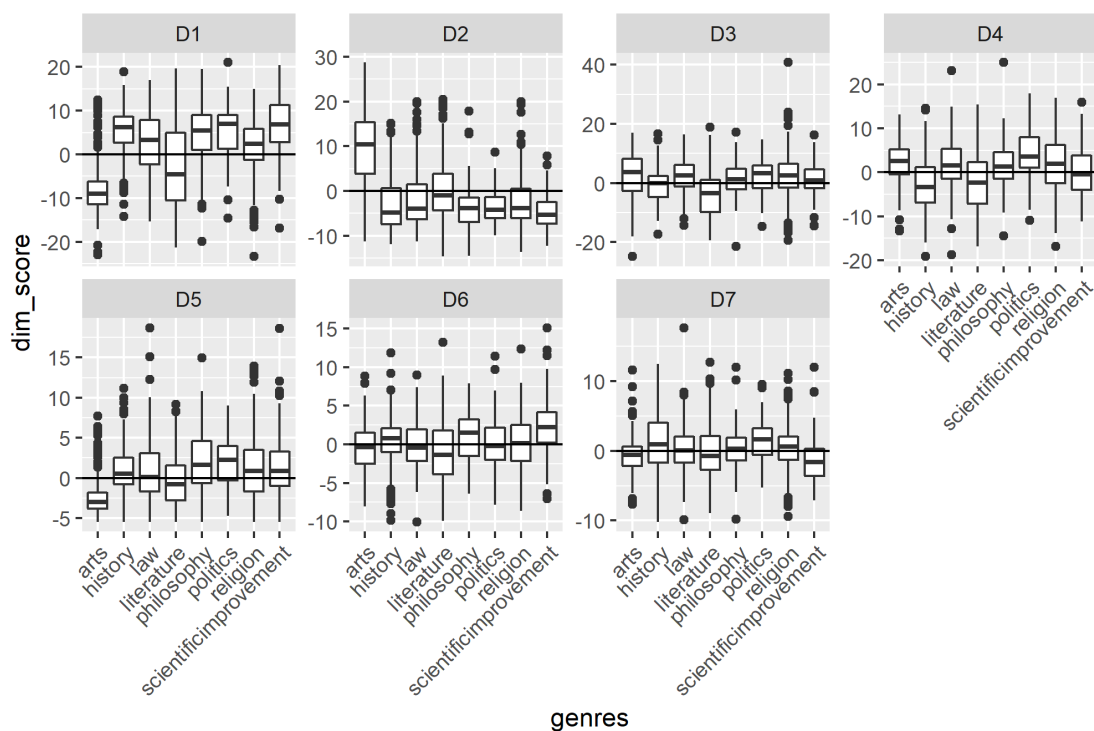 D1
D2
D3
D4
20
10
0
-10
-20
30
20
10
0
-10
40
20
0
-20
20
10
0
-10
-20
arts
history
law
literature
philosophy
politics
religion
scientificimprovement
D5
D6
D7
15
10
5
0
-5
15
10
5
0
-5
-10
10
0
-10
arts
history
law
literature
philosophy
politics
religion
scientificimprovement
arts
history
law
literature
philosophy
politics
religion
scientificimprovement
arts
history
law
literature
philosophy
politics
religion
scientificimprovement
dim_score
genres